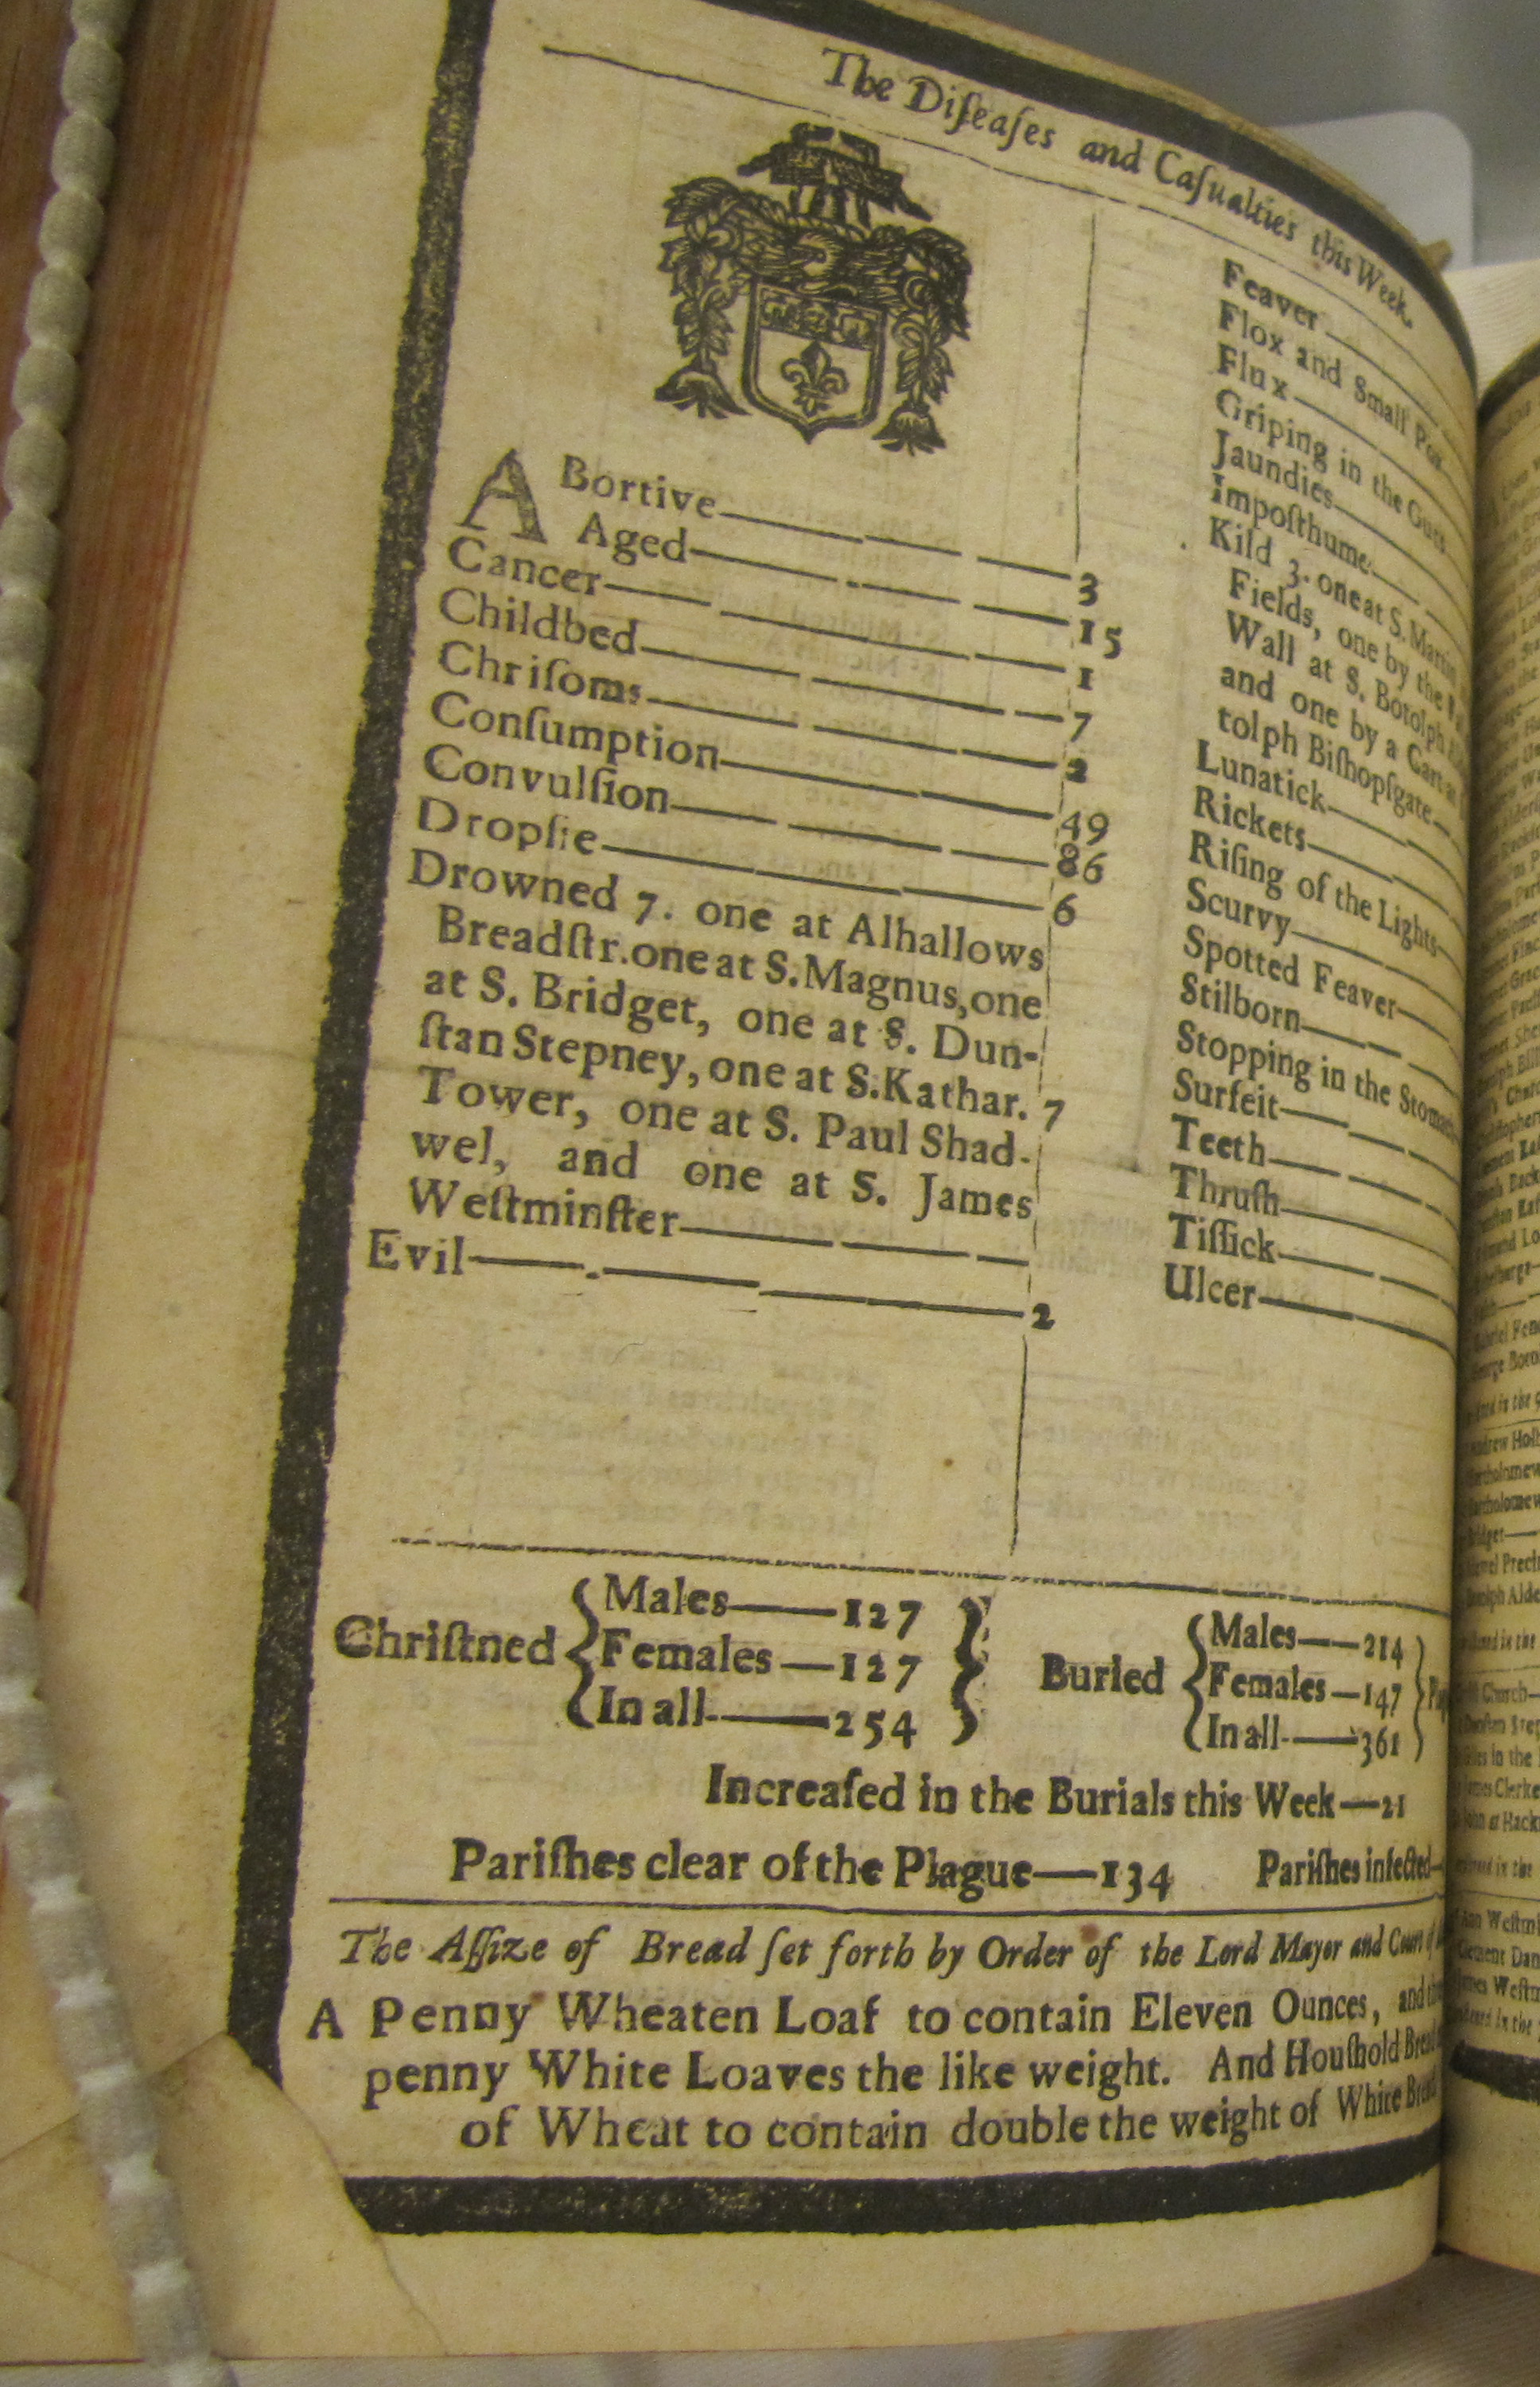 The Diſeaſes and Caſualties this Week.
ABortive 3
Aged 15
Cancer 1
Childbed 7
Chriſoms 2
Conſumption 49
Convulſion 86
Dropſie 6
Drowned 7. one at Alhallows
Breadſtr. one at S. Magnus, one
at S. Bridget, one at S. Dun-
ſtan Stepney, one at S. Kathar. 7
Tower, one at S. Paul Shad-
wel, and one at S. James
Weſtminſter
Evil 2
Feaver
Flox and Small Pox
Flux
Griping in the Guts
Jaundies
Impoſthume
Kild 3. one at S. Martin
Fields, one by the
Wall at S. Botolph
and one by a Cart at
tolph Biſhopſgate
Lunatick
Rickets
Riſing of the Lights
Scurvy
Spotted Feaver
Stilborn
Stopping in the Stomach
Surfeit
Teeth
Thruſh
Tiſſick
Ulcer
Chriſtned { Males—127
Females—127
In all—254 }
Buried { Males—214
Females—147
In all—361 }
Increaſed in the Burials this Week—21
Pariſhes clear of the Plague—134 Pariſhes infected
The Aſſize of Bread ſet forth by Order of the Lord Mayor and Court of
A Penny Wheaten Loaf to contain Eleven Ounces, and
penny White Loaves the like weight. And Houſhold Bread
of Wheat to contain double the weight of White Bread